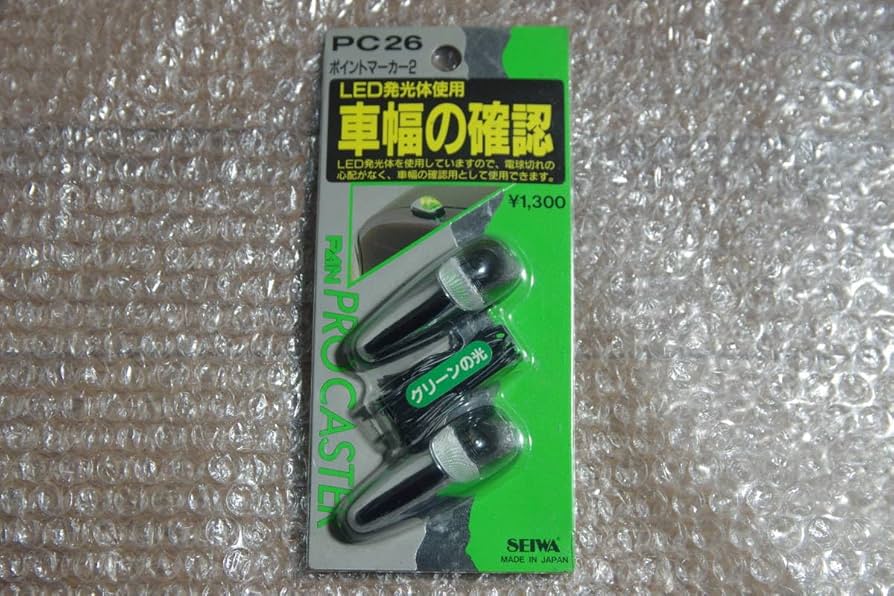 PC26
ポイントマーカー2
LED発光体使用
車幅の確認
LED発光体を使用していますので、電球切れの
心配がなく、車幅の確認用として使用できます。
¥1,300
PAN PRO CASTER
グリーンの光
SEIWA
MADE IN JAPAN